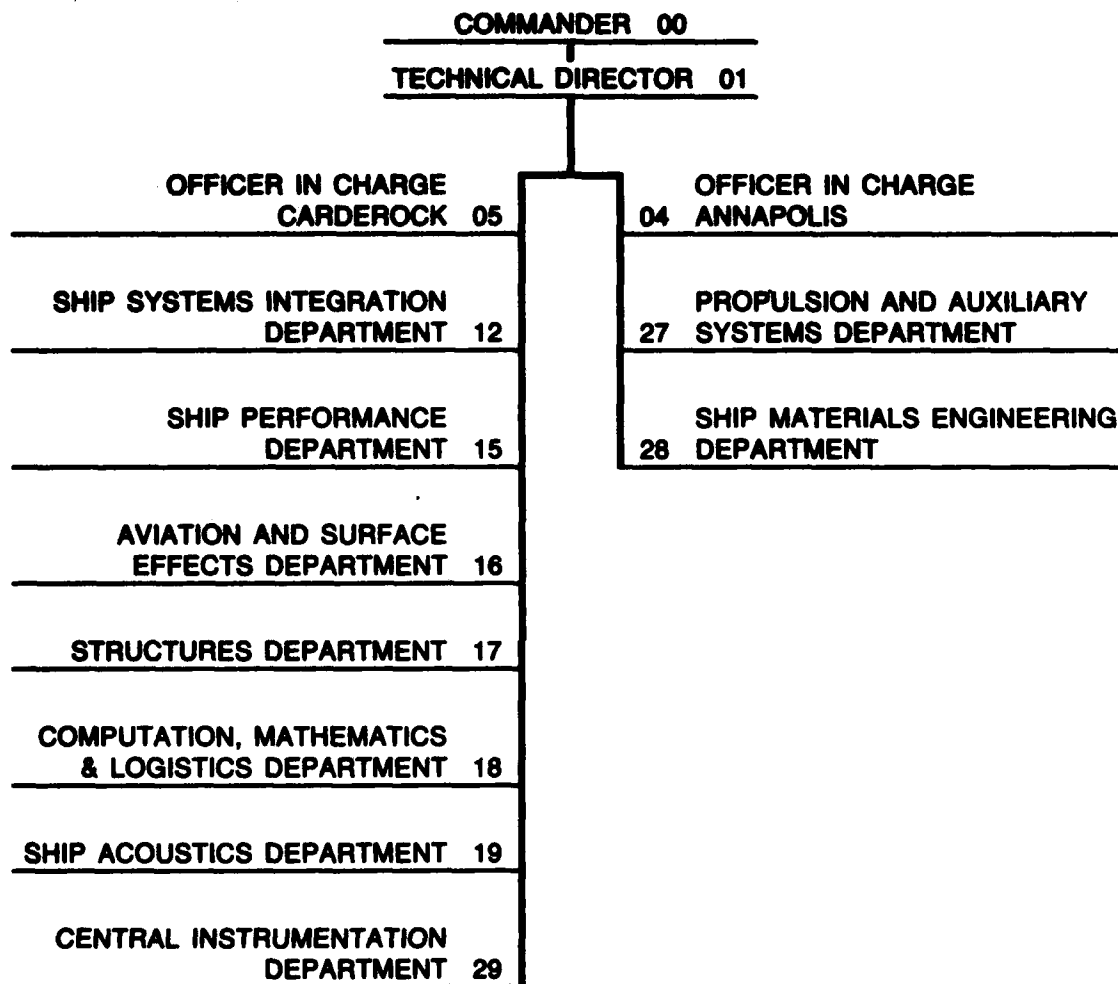 COMMANDER 00
TECHNICAL DIRECTOR 01
OFFICER IN CHARGE
CARDEROCK 05
OFFICER IN CHARGE
04 ANNAPOLIS
SHIP SYSTEMS INTEGRATION
DEPARTMENT 12
PROPULSION AND AUXILIARY
27 SYSTEMS DEPARTMENT
SHIP PERFORMANCE
DEPARTMENT 15
SHIP MATERIALS ENGINEERING
28 DEPARTMENT
AVIATION AND SURFACE
EFFECTS DEPARTMENT 16
STRUCTURES DEPARTMENT 17
COMPUTATION, MATHEMATICS
& LOGISTICS DEPARTMENT 18
SHIP ACOUSTICS DEPARTMENT 19
CENTRAL INSTRUMENTATION
DEPARTMENT 29